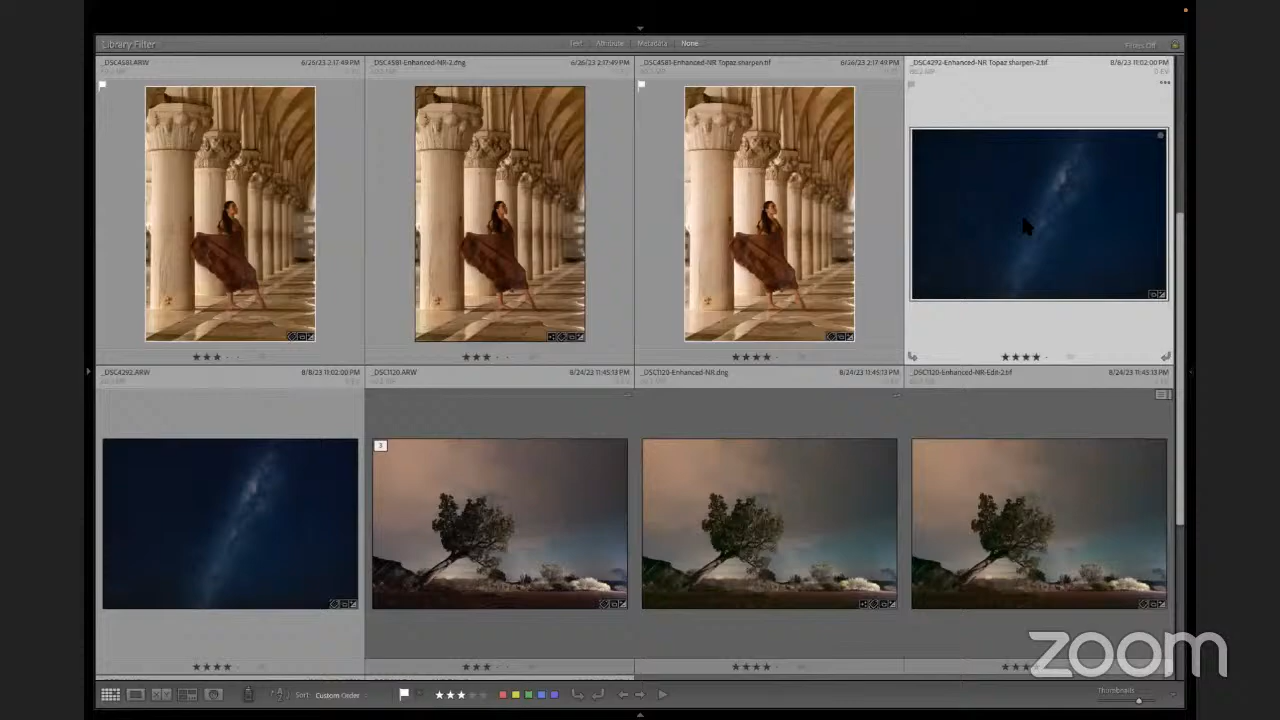 Library Filter Text Attribute Metadata None Filters Off
_DSC4581.ARW 6/26/23 2:17:49 PM
_DSC4581-Enhanced-NR-2.dng 6/26/23 2:17:49 PM
_DSC4581-Enhanced-NR Topaz sharpen.tif 6/26/23 2:17:49 PM
_DSC4292-Enhanced-NR Topaz sharpen-2.tif 8/8/23 11:02:00 PM
0 EV
_DSC4292.ARW 8/8/23 11:02:00 PM
_DSC1120.ARW 8/24/23 11:45:13 PM
_DSC1120-Enhanced-NR.dng 8/24/23 11:45:13 PM
_DSC1120-Enhanced-NR-Edit-2.tif 8/24/23 11:45:13 PM
3
zoom
Sort: Custom Order
Thumbnails